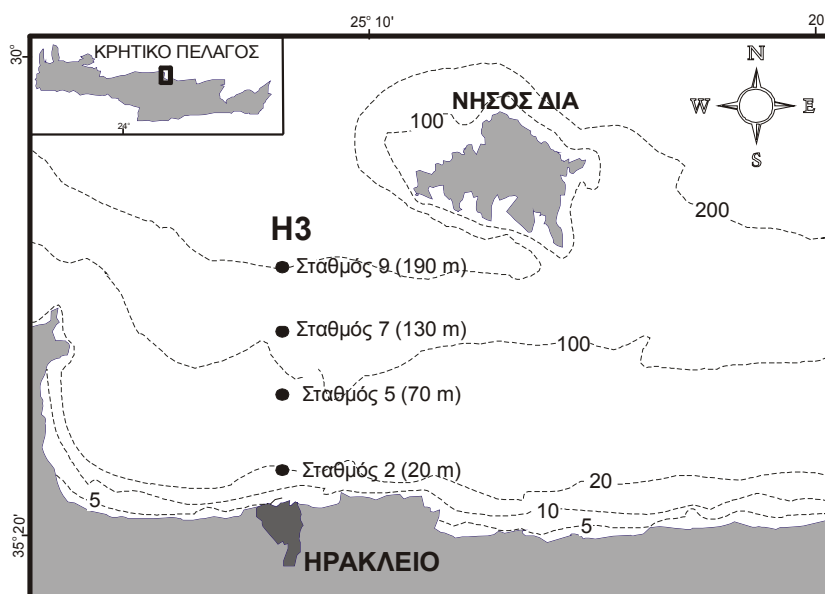 25° 10'
20
30°
ΚΡΗΤΙΚΟ ΠΕΛΑΓΟΣ
24°
N
W E
S
ΝΗΣΟΣ ΔΙΑ
100
200
H3
Σταθμός 9 (190 m)
Σταθμός 7 (130 m)
100
Σταθμός 5 (70 m)
Σταθμός 2 (20 m)
20
5
10
5
35° 20'
ΗΡΑΚΛΕΙΟ